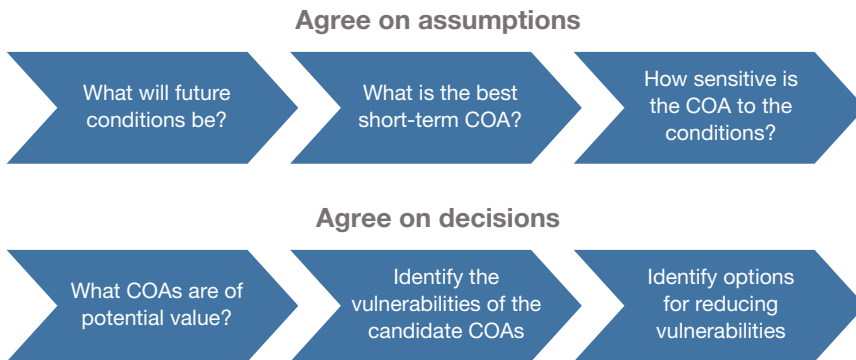 Agree on assumptions
What will future
conditions be?
What is the best
short-term COA?
How sensitive is
the COA to the
conditions?
Agree on decisions
What COAs are of
potential value?
Identify the
vulnerabilities of the
candidate COAs
Identify options
for reducing
vulnerabilities